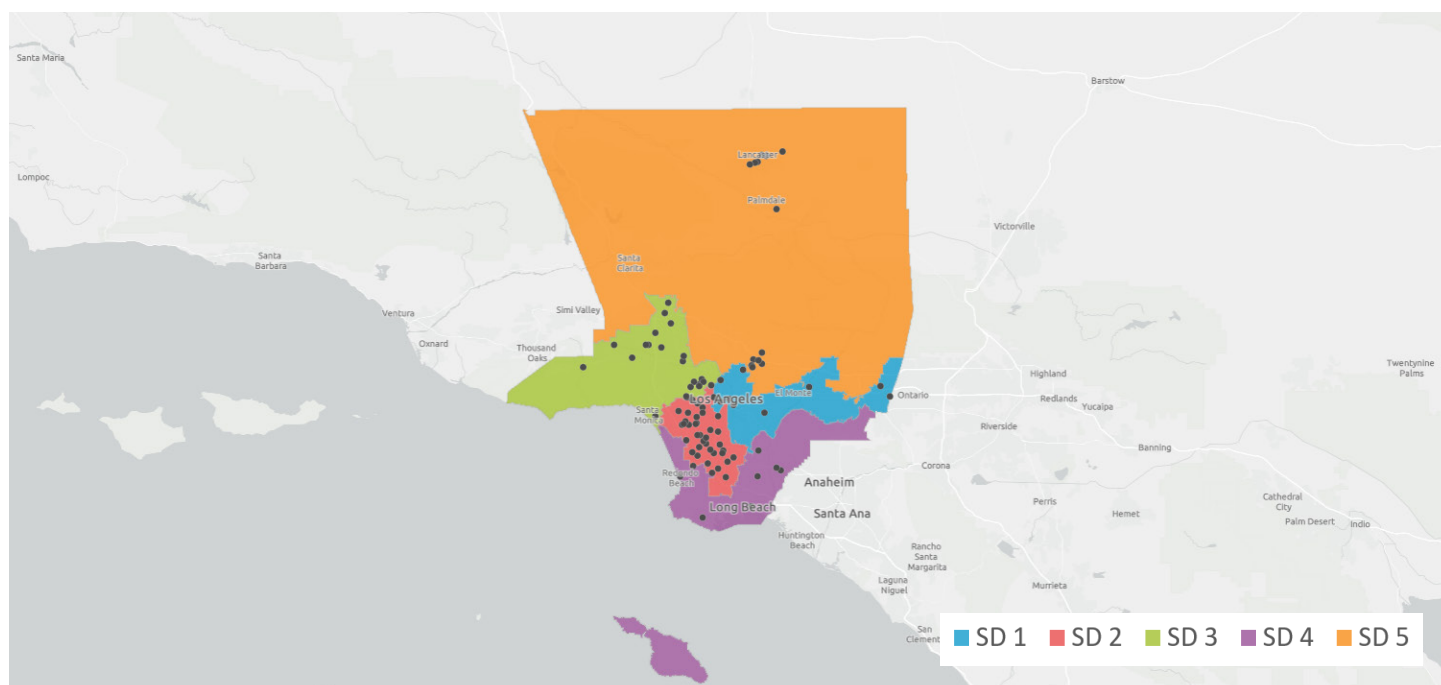 Santa Maria
Barstow
Lompoc
Palmdale
Victorville
Santa
Barbara
Santa
Clarita
Simi Valley
Ventura
Oxnard
Thousand
Oaks
Twentynine
Palms
Highland
El Monte
Ontario
Los Angeles
Redlands
Yucaipa
Santa
Monica
Riverside
Banning
Corona
Redondo
Beach
Anaheim
Perris
Hemet
Cathedral
City
Long Beach
Santa Ana
Palm Desert
Indio
Huntington
Beach
Rancho
Santa
Margarita
Laguna
Niguel
Murrieta
San
Clement
SD 1
SD 2
SD 3
SD 4
SD 5